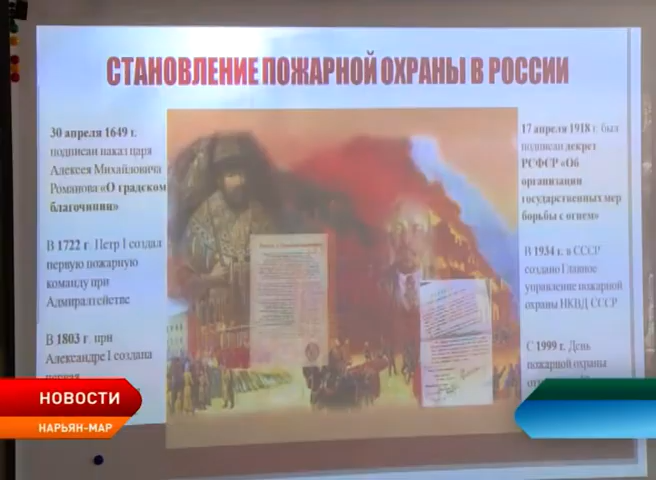 СТАНОВЛЕНИЕ ПОЖАРНОЙ ОХРАНЫ В РОССИИ
30 апреля 1649 г.
подписан наказ царя
Алексея Михайловича
Романова «О градском
благочинии»
В 1722 г. Петр I создал
первую пожарную
команду при
Адмиралтействе
В 1803 г. при
Александре I создана
17 апреля 1918 г. был
подписан декрет
РСФСР «Об
организации
государственных мер
борьбы с огнем»
В 1934 г. в СССР
создано Главное
управление пожарной
охраны НКВД СССР
С 1999 г. День
пожарной охраны
НОВОСТИ
НАРЬЯН-МАР